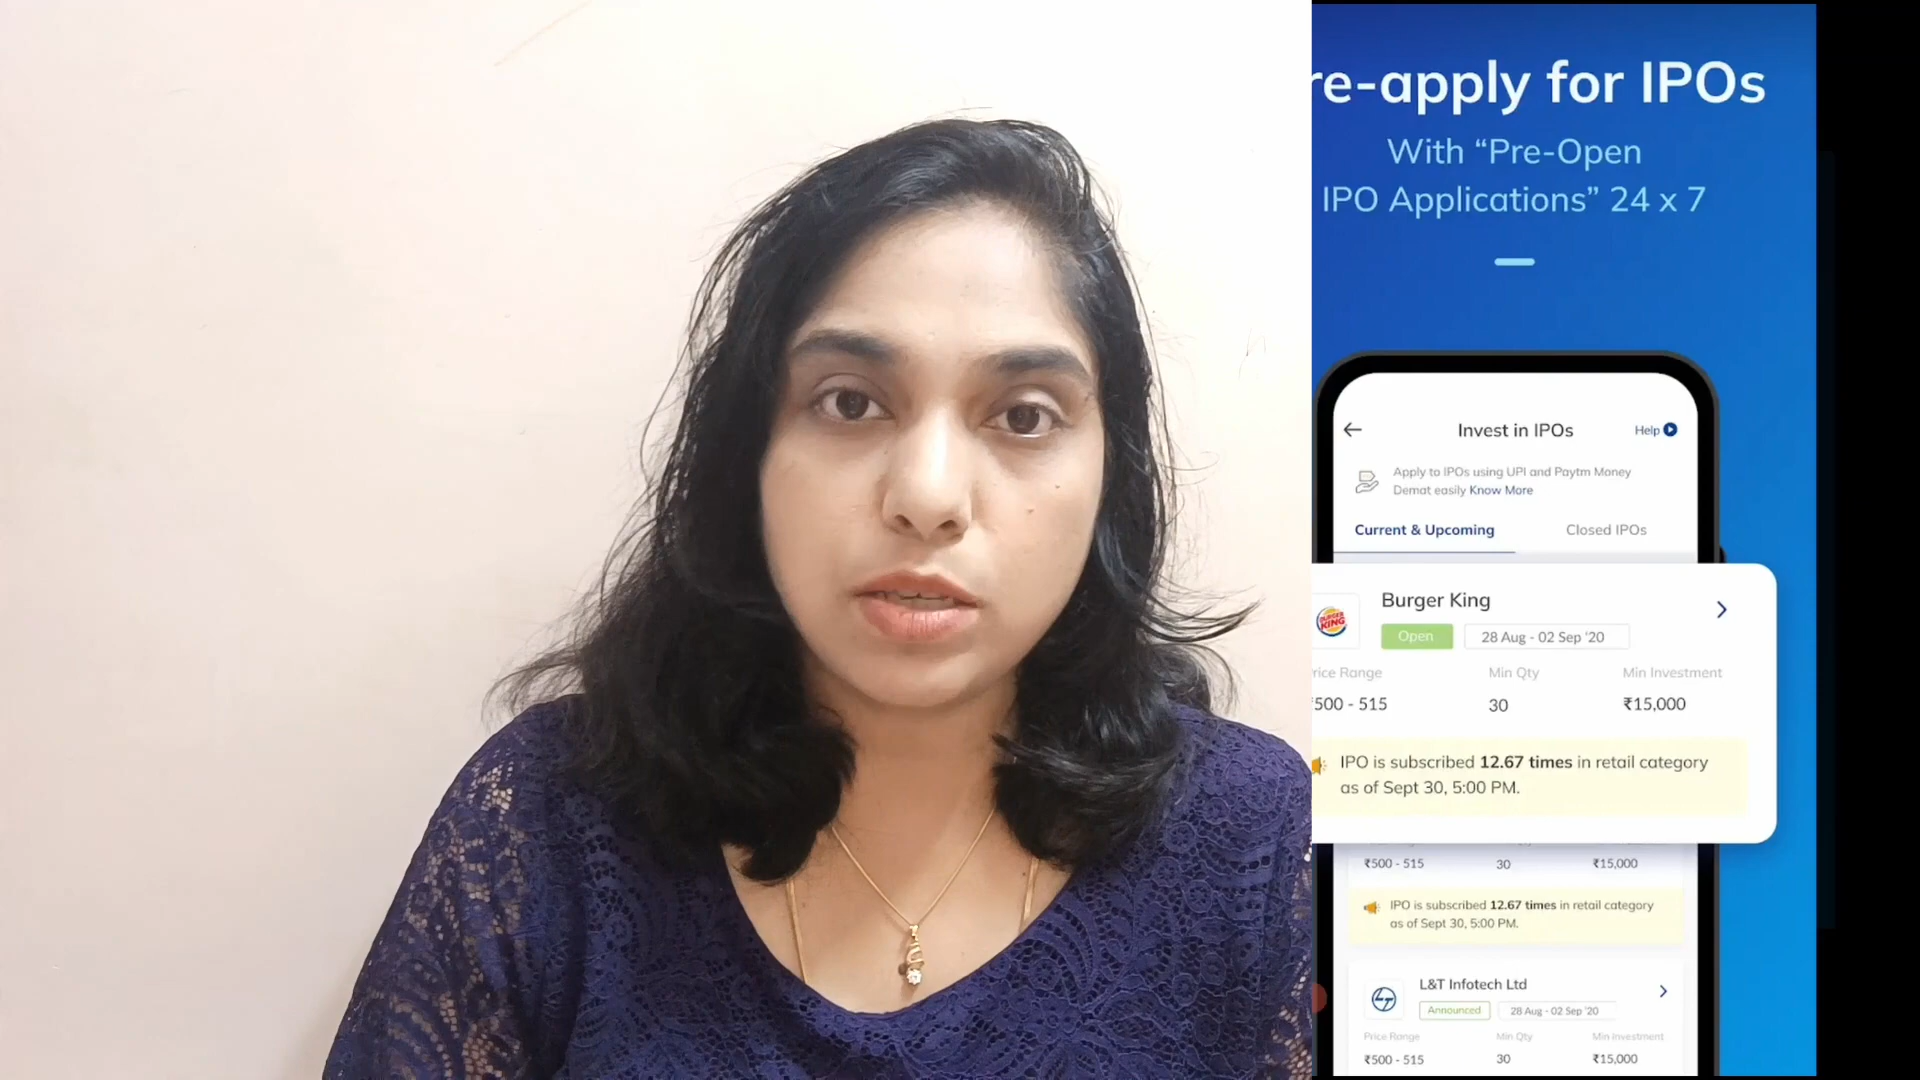 re-apply for IPOs
With “Pre-Open
IPO Applications” 24 x 7
Invest in IPOs
Help
Apply to IPOs using UPI and Paytm Money
Demat easily Know More
Current & Upcoming
Closed IPOs
Burger King
BURGER
KING
Open
28 Aug - 02 Sep '20
rice Range
Min Qty
Min Investment
₹500 - 515
30
₹15,000
IPO is subscribed 12.67 times in retail category
as of Sept 30, 5:00 PM.
₹500 - 515
30
₹15,000
IPO is subscribed 12.67 times in retail category
as of Sept 30, 5:00 PM.
L&T Infotech Ltd
Announced
28 Aug - 02 Sep '20
Price Range
Min Qty
Min Investment
₹500 - 515
30
₹15,000